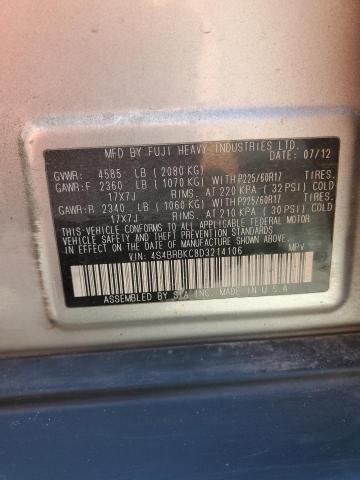 MFD BY FUJI HEAVY INDUSTRIES LTD.
DATE: 07/12
GVWR: 4585 LB (2080 KG)
GAWR:F 2360 LB (1070 KG) WITH P225/60R17 TIRES.
17X7J RIMS. AT 220 KPA (32 PSI) COLD
GAWR:R 2340 LB (1060 KG) WITH P225/60R17 TIRES.
17X7J RIMS. AT 210 KPA (30 PSI) COLD
THIS VEHICLE CONFORMS TO ALL APPLICABLE FEDERAL MOTOR
VEHICLE SAFETY, BUMPER, AND THEFT PREVENTION STANDARDS
IN EFFECT ON THE DATE OF MANUFACTURE SHOWN ABOVE.
VIN: 4S4BRBKC8D3214106 MPV
ASSEMBLED BY SIA INC. MADE IN U.S.A